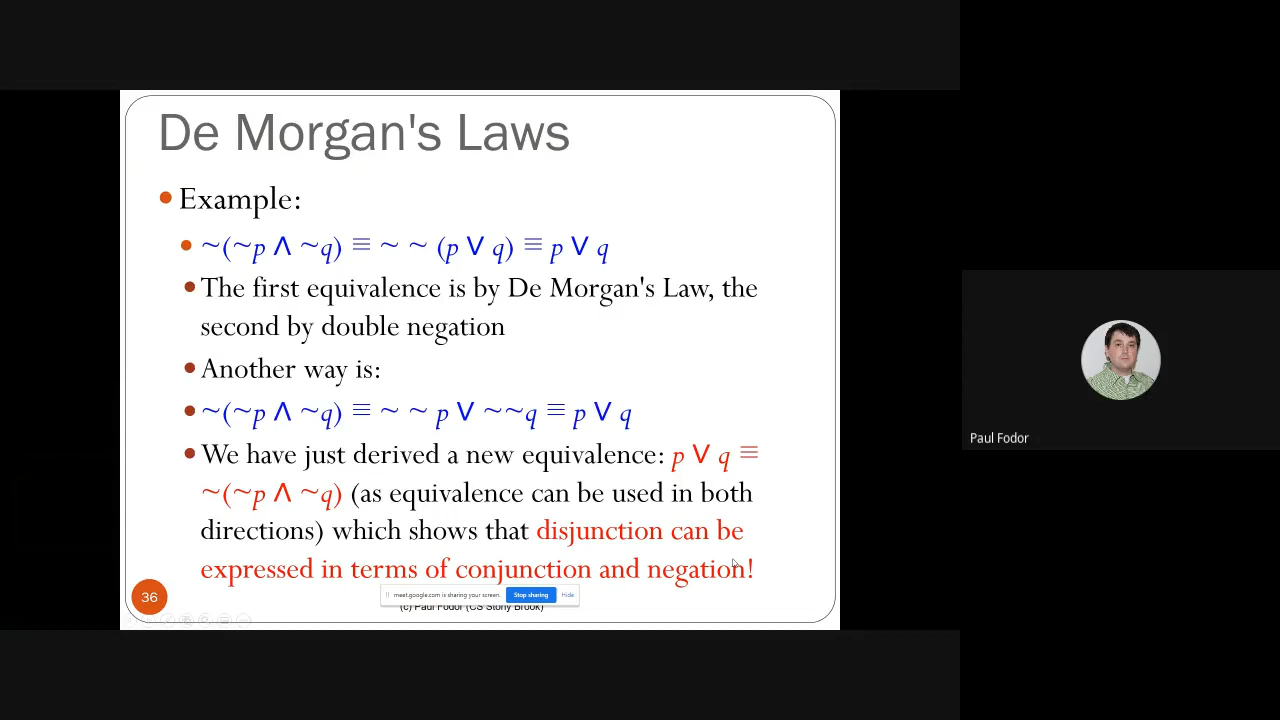 De Morgan's Laws
Example:
~(~p ∧ ~q) ≡ ~ ~ (p ∨ q) ≡ p ∨ q
The first equivalence is by De Morgan's Law, the
second by double negation
Another way is:
~(~p ∧ ~q) ≡ ~ ~ p ∨ ~~q ≡ p ∨ q
We have just derived a new equivalence: p ∨ q ≡
~(~p ∧ ~q) (as equivalence can be used in both
directions) which shows that disjunction can be
expressed in terms of conjunction and negation!
36
meet.google.com is sharing your screen. Stop sharing Hide
(c) Paul Fodor (CS Stony Brook)
Paul Fodor